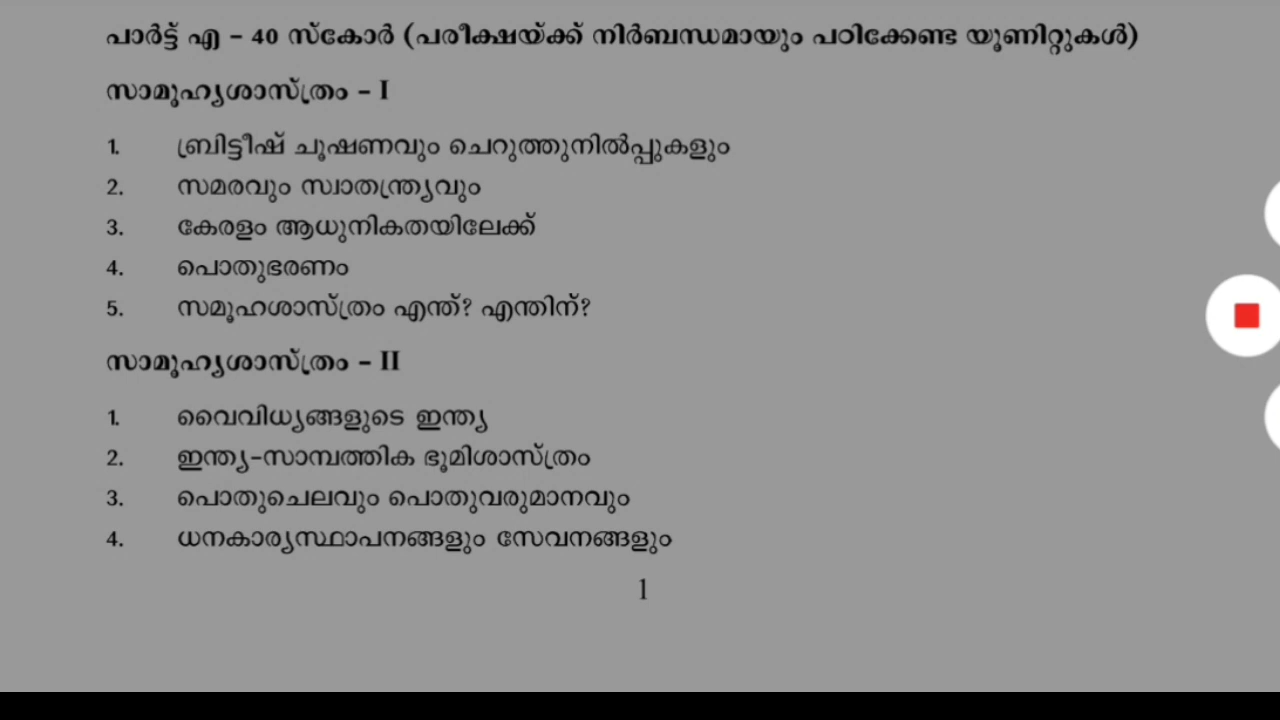 പാർട്ട് എ – 40 സ്കോർ (പരീക്ഷയ്ക്ക് നിർബന്ധമായും പഠിക്കേണ്ട യൂണിറ്റുകൾ)
സാമൂഹ്യശാസ്ത്രം – I
1. ബ്രിട്ടീഷ് ചൂഷണവും ചെറുത്തുനിൽപ്പുകളും
2. സമരവും സ്വാതന്ത്ര്യവും
3. കേരളം ആധുനികതയിലേക്ക്
4. പൊതുഭരണം
5. സമൂഹശാസ്ത്രം എന്ത്? എന്തിന്?
സാമൂഹ്യശാസ്ത്രം – II
1. വൈവിധ്യങ്ങളുടെ ഇന്ത്യ
2. ഇന്ത്യ-സാമ്പത്തിക ഭൂമിശാസ്ത്രം
3. പൊതുചെലവും പൊതുവരുമാനവും
4. ധനകാര്യസ്ഥാപനങ്ങളും സേവനങ്ങളും
1